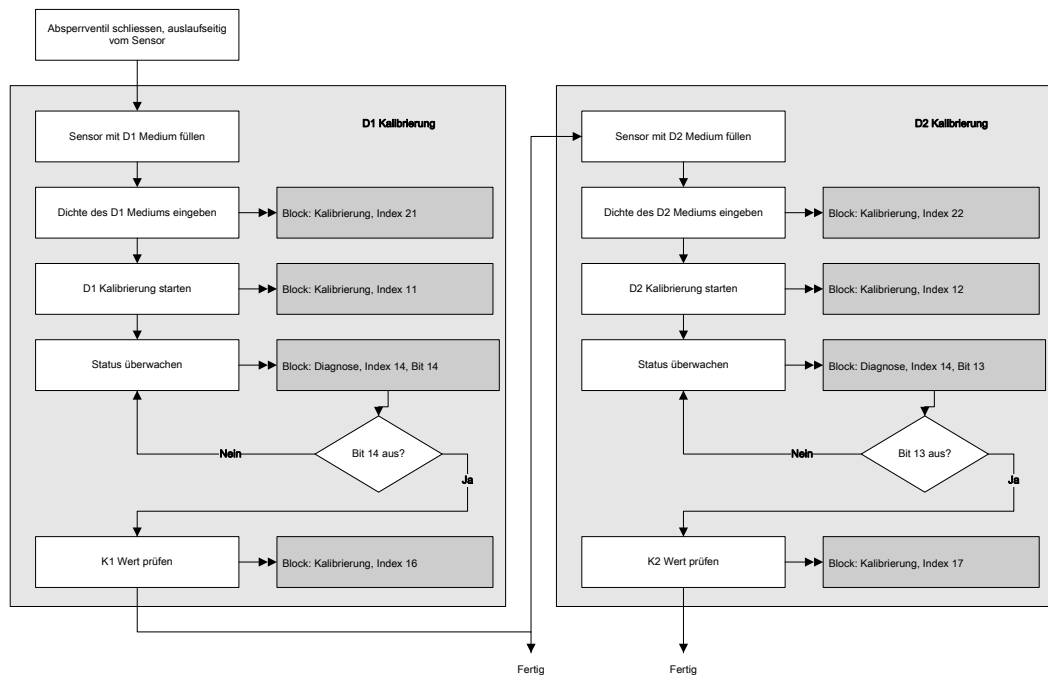 Absperrventil schliessen, auslaufseitig
vom Sensor
D1 Kalibrierung
Sensor mit D1 Medium füllen
Dichte des D1 Mediums eingeben
Block: Kalibrierung, Index 21
D1 Kalibrierung starten
Block: Kalibrierung, Index 11
Status überwachen
Block: Diagnose, Index 14, Bit 14
Bit 14 aus?
Nein
Ja
K1 Wert prüfen
Block: Kalibrierung, Index 16
Fertig
D2 Kalibrierung
Sensor mit D2 Medium füllen
Dichte des D2 Mediums eingeben
Block: Kalibrierung, Index 22
D2 Kalibrierung starten
Block: Kalibrierung, Index 12
Status überwachen
Block: Diagnose, Index 14, Bit 13
Bit 13 aus?
Nein
Ja
K2 Wert prüfen
Block: Kalibrierung, Index 17
Fertig